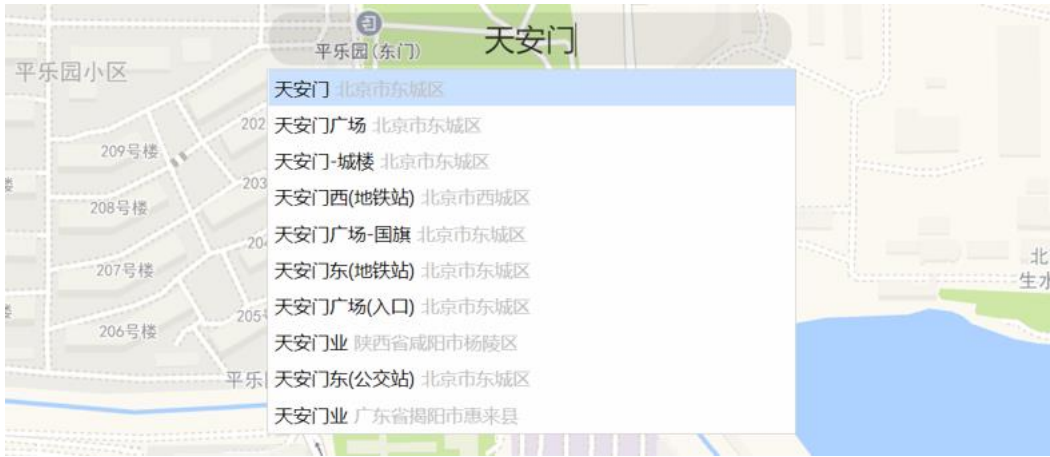 天安门
平乐园(东门)
平乐园小区
天安门 北京市东城区
天安门广场 北京市东城区
天安门-城楼 北京市东城区
天安门西(地铁站) 北京市西城区
天安门广场-国旗 北京市东城区
天安门东(地铁站) 北京市东城区
天安门广场(入口) 北京市东城区
天安门业 陕西省咸阳市杨陵区
天安门东(公交站) 北京市东城区
天安门业 广东省揭阳市惠来县
202
209号楼
203
208号楼
204
207号楼
205
206号楼
平乐
北
生水